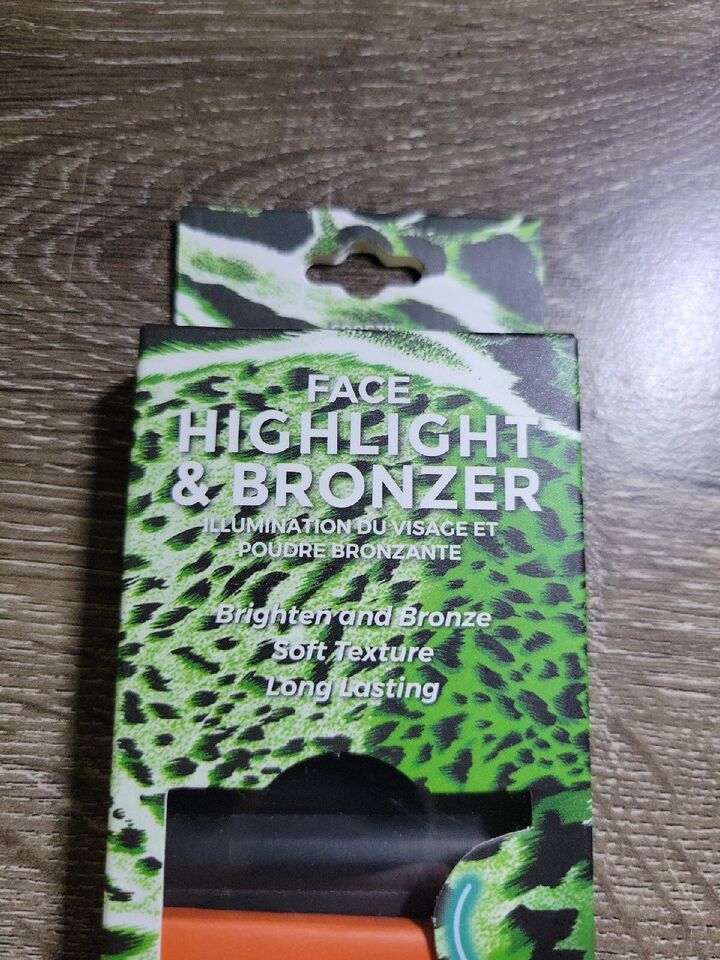 FACE
HIGHLIGHT
& BRONZER
ILLUMINATION DU VISAGE ET
POUDRE BRONZANTE
Brighten and Bronze
Soft Texture
Long Lasting